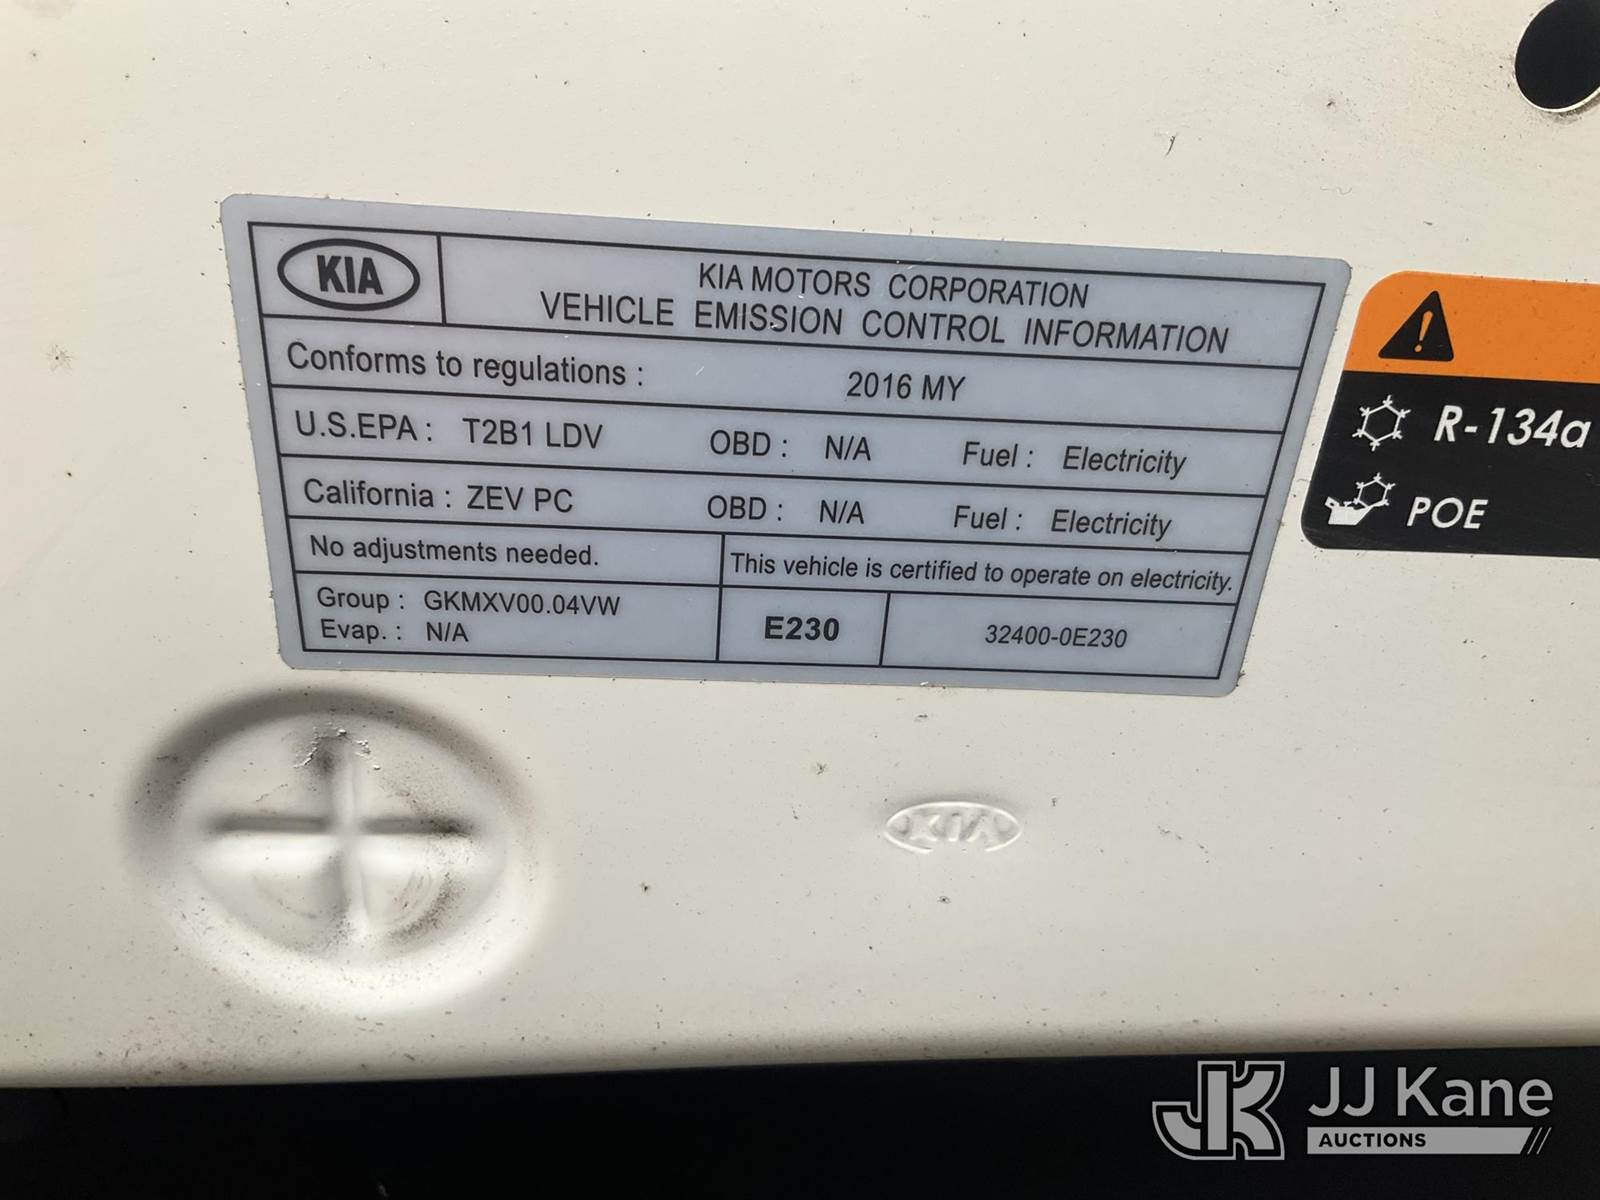 KIA
KIA MOTORS CORPORATION
VEHICLE EMISSION CONTROL INFORMATION
Conforms to regulations : 2016 MY
U.S.EPA : T2B1 LDV OBD : N/A Fuel : Electricity
California : ZEV PC OBD : N/A Fuel : Electricity
No adjustments needed. This vehicle is certified to operate on electricity.
Group : GKMXV00.04VW
Evap. : N/A
E230 32400-0E230
R-134a
POE
KIA
JK JJ Kane
AUCTIONS